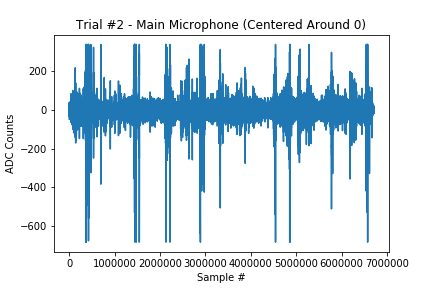 Trial #2 - Main Microphone (Centered Around 0)
ADC Counts
200
0
−200
−400
−600
0 1000000 2000000 3000000 4000000 5000000 6000000 7000000
Sample #